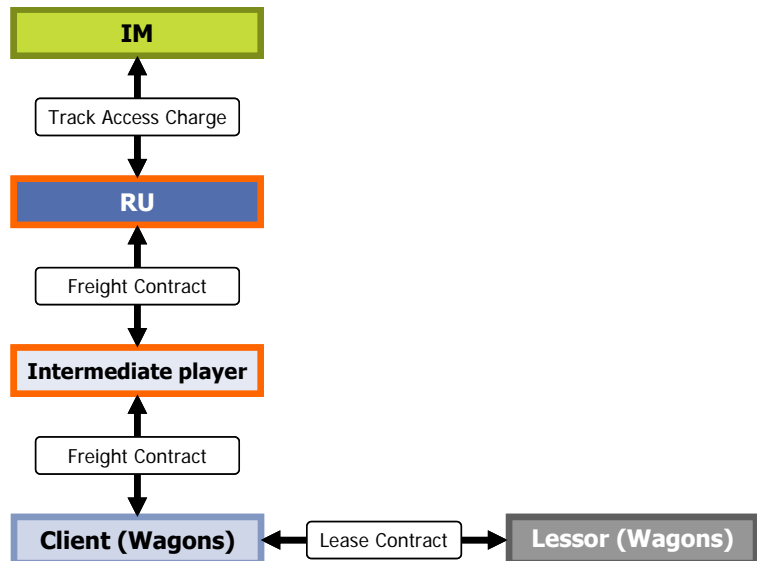 IM
Track Access Charge
RU
Freight Contract
Intermediate player
Freight Contract
Client (Wagons)
Lease Contract
Lessor (Wagons)